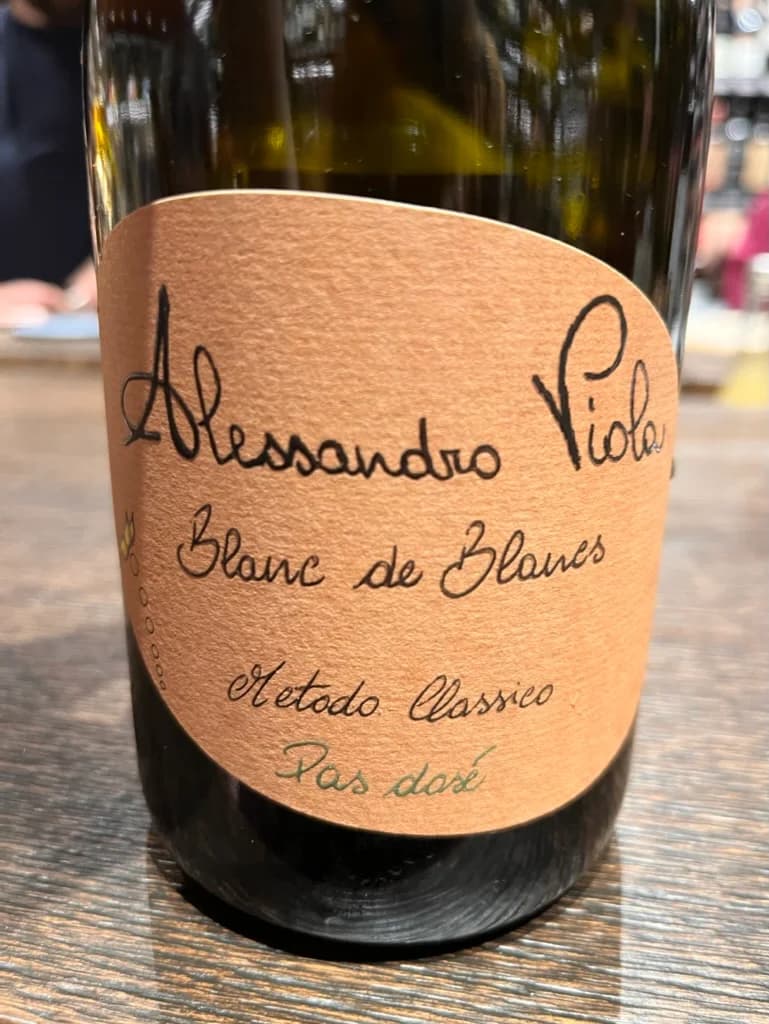 Alessandro Viola
Blanc de Blancs
Metodo Classico
Pas dosé